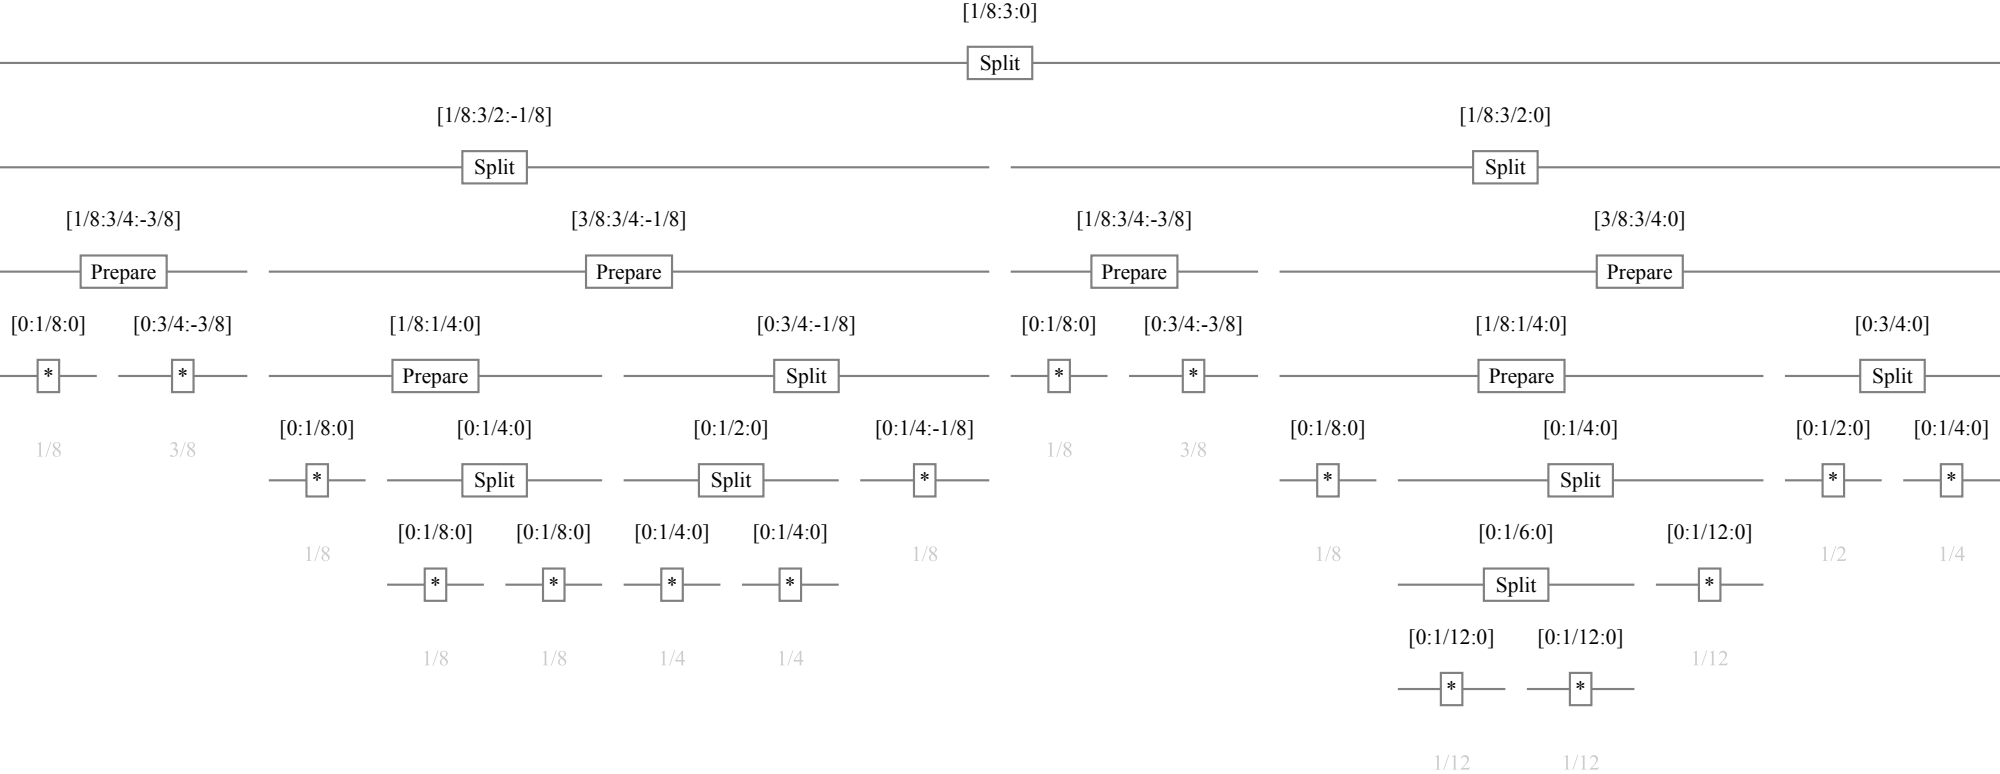 [1/8:3:0]
Split
[1/8:3/2:-1/8] [1/8:3/2:0]
Split Split
[1/8:3/4:-3/8] [3/8:3/4:-1/8] [1/8:3/4:-3/8] [3/8:3/4:0]
Prepare Prepare Prepare Prepare
[0:1/8:0] [0:3/4:-3/8] [1/8:1/4:0] [0:3/4:-1/8] [0:1/8:0] [0:3/4:-3/8] [1/8:1/4:0] [0:3/4:0]
* * Prepare Split * * Prepare Split
[0:1/8:0] [0:1/4:0] [0:1/2:0] [0:1/4:-1/8] [0:1/8:0] [0:1/4:0] [0:1/2:0] [0:1/4:0]
1/8 3/8 1/8 3/8
* Split Split * * Split * *
[0:1/8:0] [0:1/8:0] [0:1/4:0] [0:1/4:0] [0:1/6:0] [0:1/12:0]
1/8 1/8 1/8 1/2 1/4
* * * * Split *
[0:1/12:0] [0:1/12:0]
1/8 1/8 1/4 1/4 1/12
* *
1/12 1/12